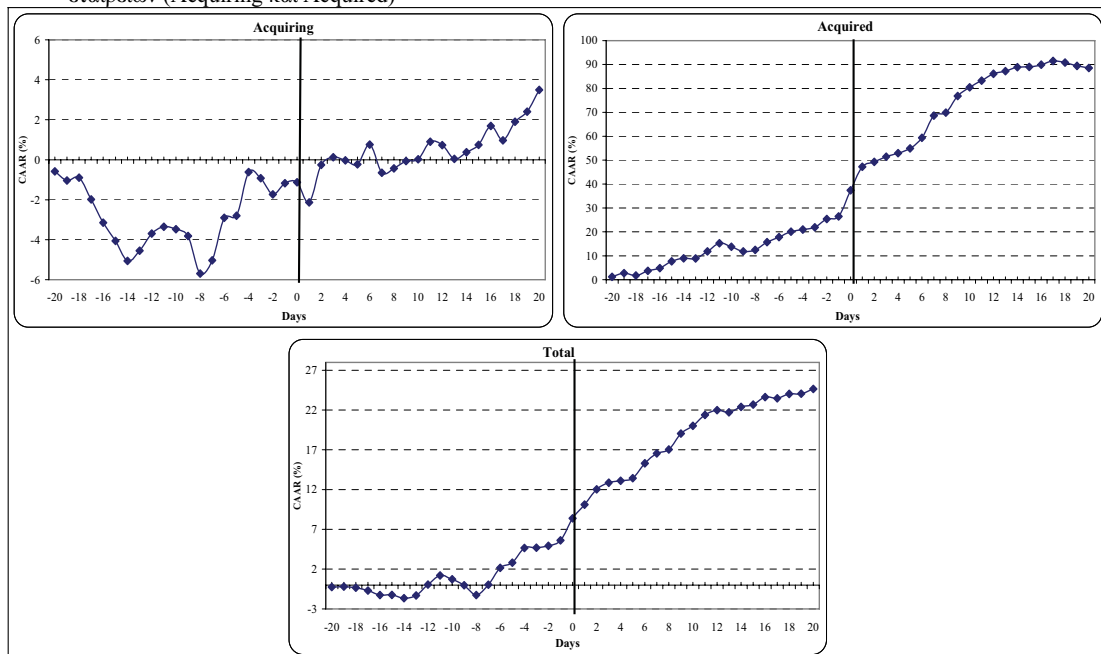 εταιρειών (Acquiring και Acquired)
Acquiring
6
4
2
0
-2
-4
-6
CAAR (%)
-20 -18 -16 -14 -12 -10 -8 -6 -4 -2 0 2 4 6 8 10 12 14 16 18 20
Days
Acquired
100
90
80
70
60
50
40
30
20
10
0
CAAR (%)
-20 -18 -16 -14 -12 -10 -8 -6 -4 -2 0 2 4 6 8 10 12 14 16 18 20
Days
Total
27
22
17
12
7
2
-3
CAAR (%)
-20 -18 -16 -14 -12 -10 -8 -6 -4 -2 0 2 4 6 8 10 12 14 16 18 20
Days